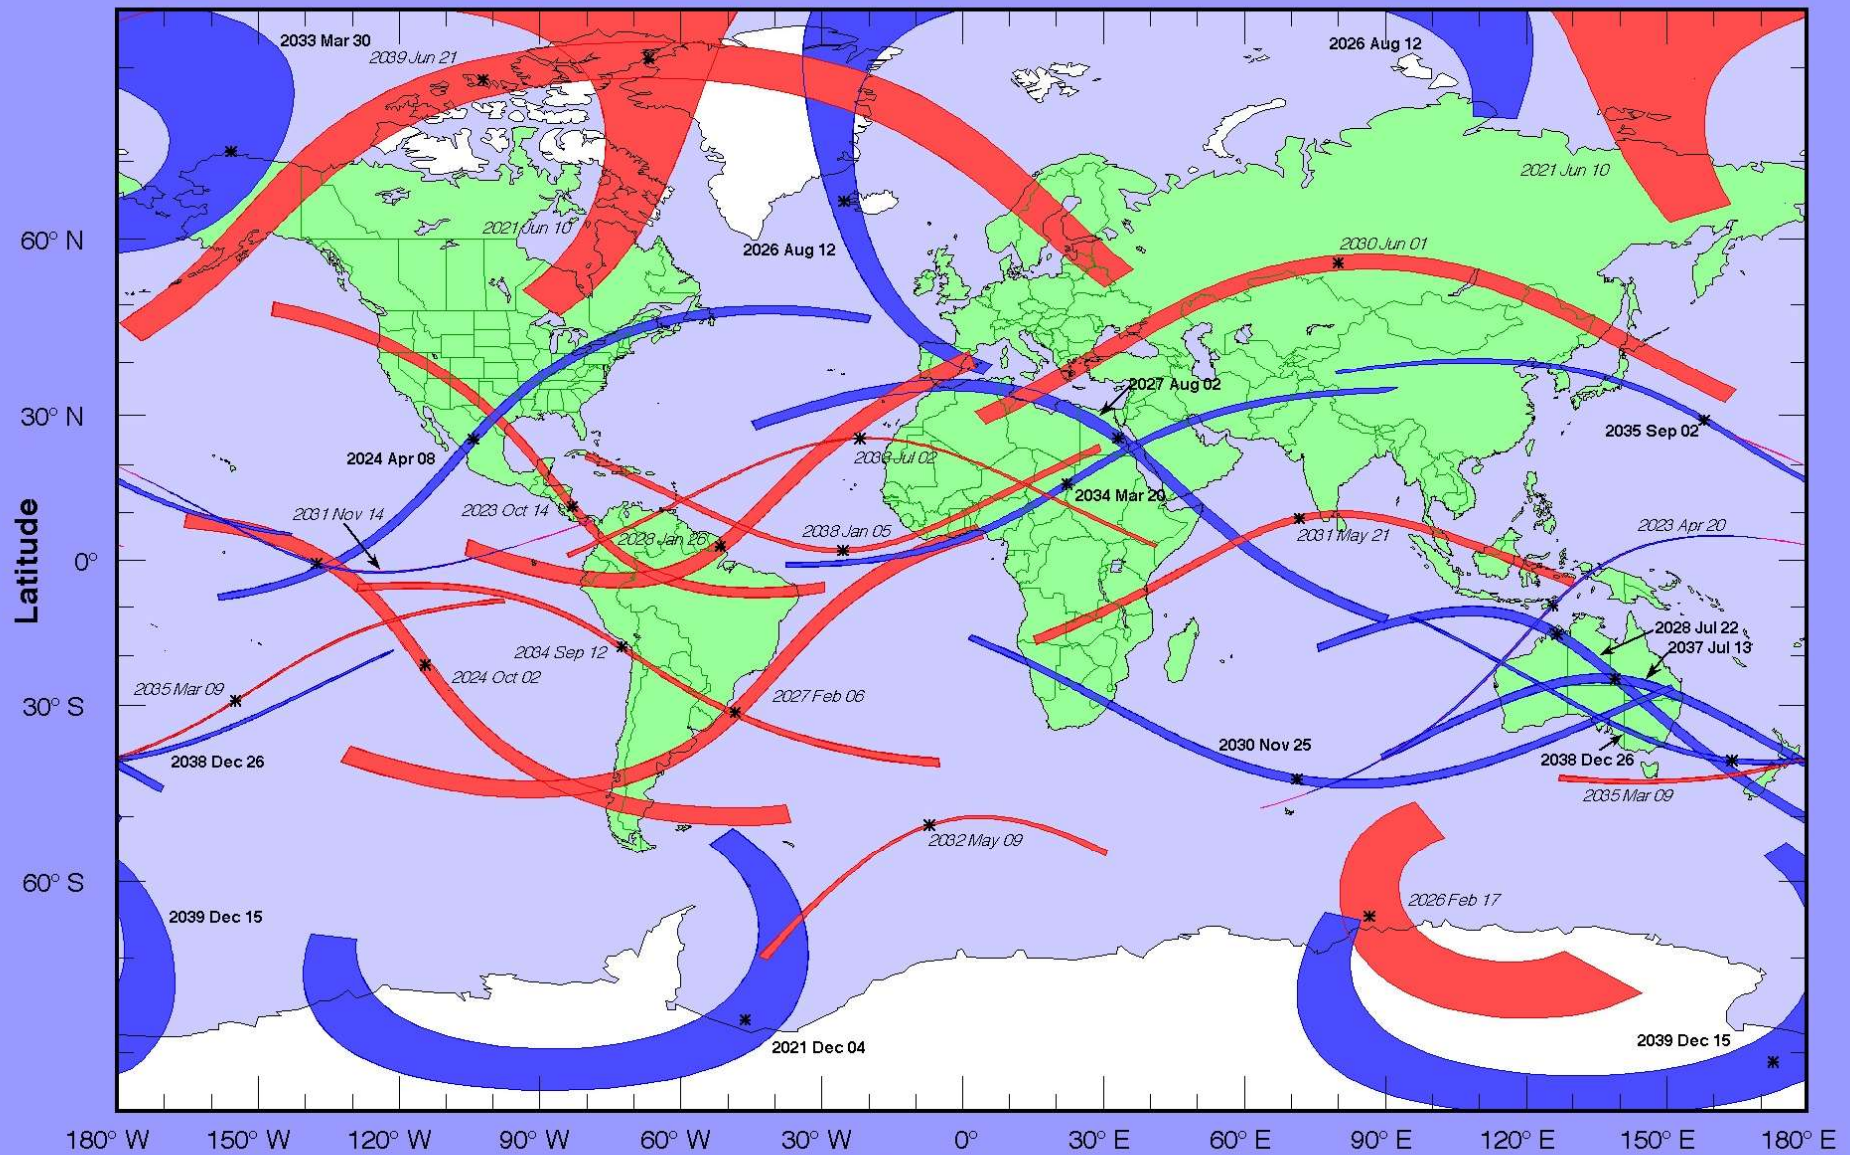 2033 Mar 30
2039 Jun 21
2026 Aug 12
2021 Jun 10
2021 Jun 10
60° N
2026 Aug 12
2030 Jun 01
2027 Aug 02
30° N
2035 Sep 02
2024 Apr 08
2038 Jul 02
2034 Mar 20
2023 Oct 14
2031 Nov 14
2028 Jan 26
2038 Jan 05
2031 May 21
2023 Apr 20
Latitude
0°
2028 Jul 22
2037 Jul 13
2034 Sep 12
2024 Oct 02
2035 Mar 09
2027 Feb 06
30° S
2030 Nov 25
2038 Dec 26
2038 Dec 26
2035 Mar 09
2032 May 09
60° S
2026 Feb 17
2039 Dec 15
2021 Dec 04
2039 Dec 15
180° W 150° W 120° W 90° W 60° W 30° W 0° 30° E 60° E 90° E 120° E 150° E 180° E